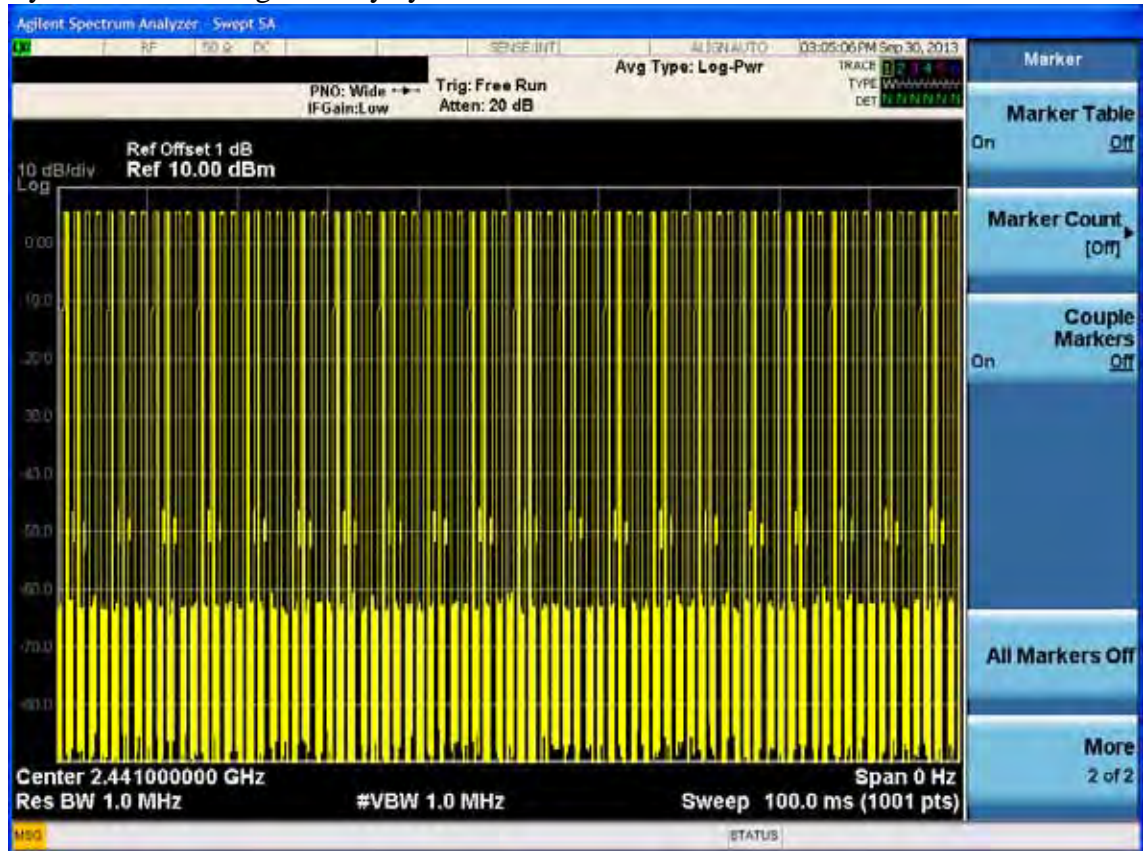 Agilent Spectrum Analyzer - Swept SA
RF 50 Ω DC SENSE:INT ALIGNAUTO 03:05:06 PM Sep 30, 2013
Avg Type: Log-Pwr TRACE 1 2 3 4 5 6
PNO: Wide Trig: Free Run TYPE
IFGain:Low Atten: 20 dB DET N N N N N N
Ref Offset 1 dB
10 dB/div Ref 10.00 dBm
Log
0.00
-10.0
-20.0
-30.0
-40.0
-50.0
-60.0
-70.0
-80.0
Center 2.441000000 GHz Span 0 Hz
Res BW 1.0 MHz #VBW 1.0 MHz Sweep 100.0 ms (1001 pts)
MSG STATUS
Marker
Marker Table
On Off
Marker Count
[Off]
Couple
Markers
On Off
All Markers Off
More
2 of 2